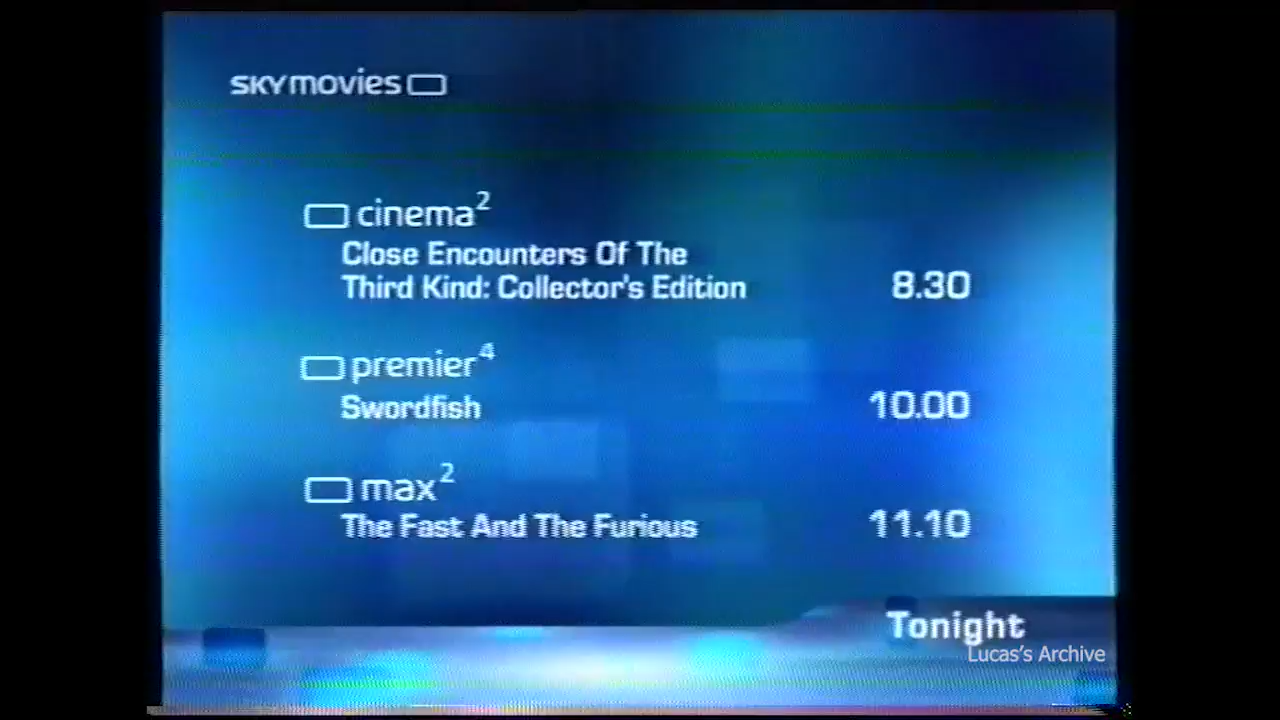 SKYmovies
cinema²
Close Encounters Of The
Third Kind: Collector's Edition
8.30
premier⁴
Swordfish
10.00
max²
The Fast And The Furious
11.10
Tonight
Lucas's Archive